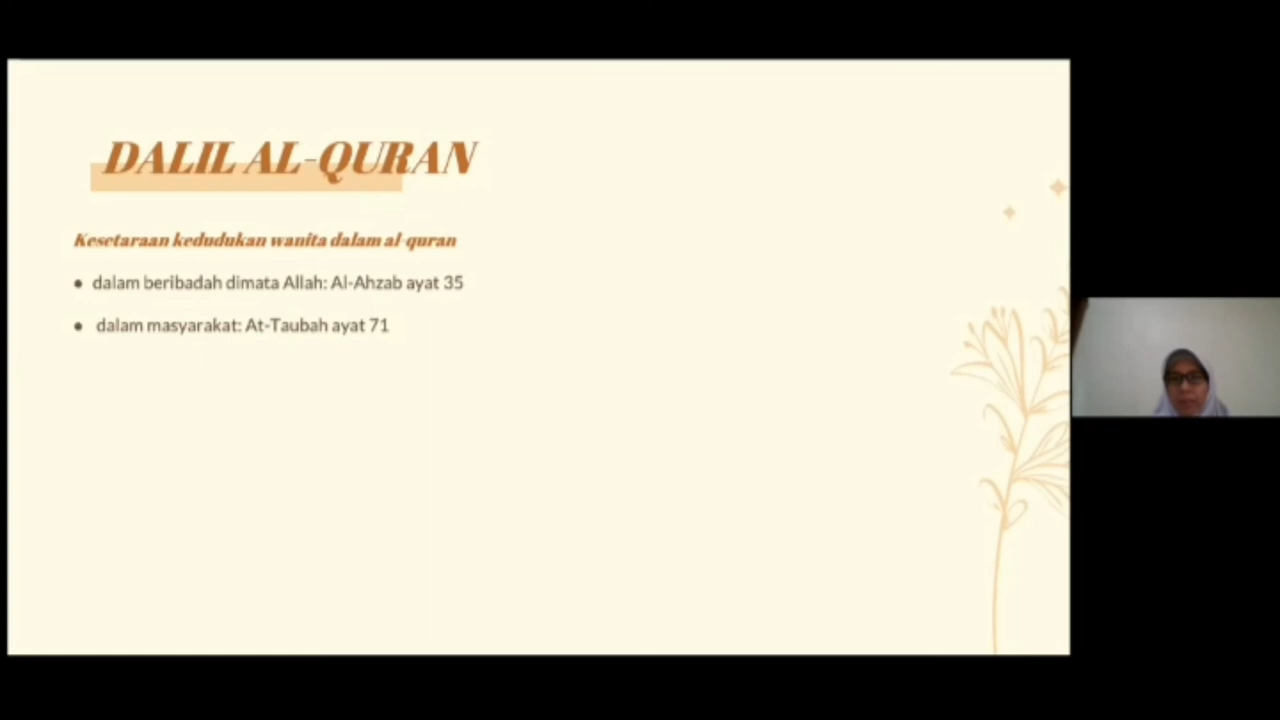 DALIL AL-QURAN
Kesetaraan kedudukan wanita dalam al-quran
• dalam beribadah dimata Allah: Al-Ahzab ayat 35
• dalam masyarakat: At-Taubah ayat 71